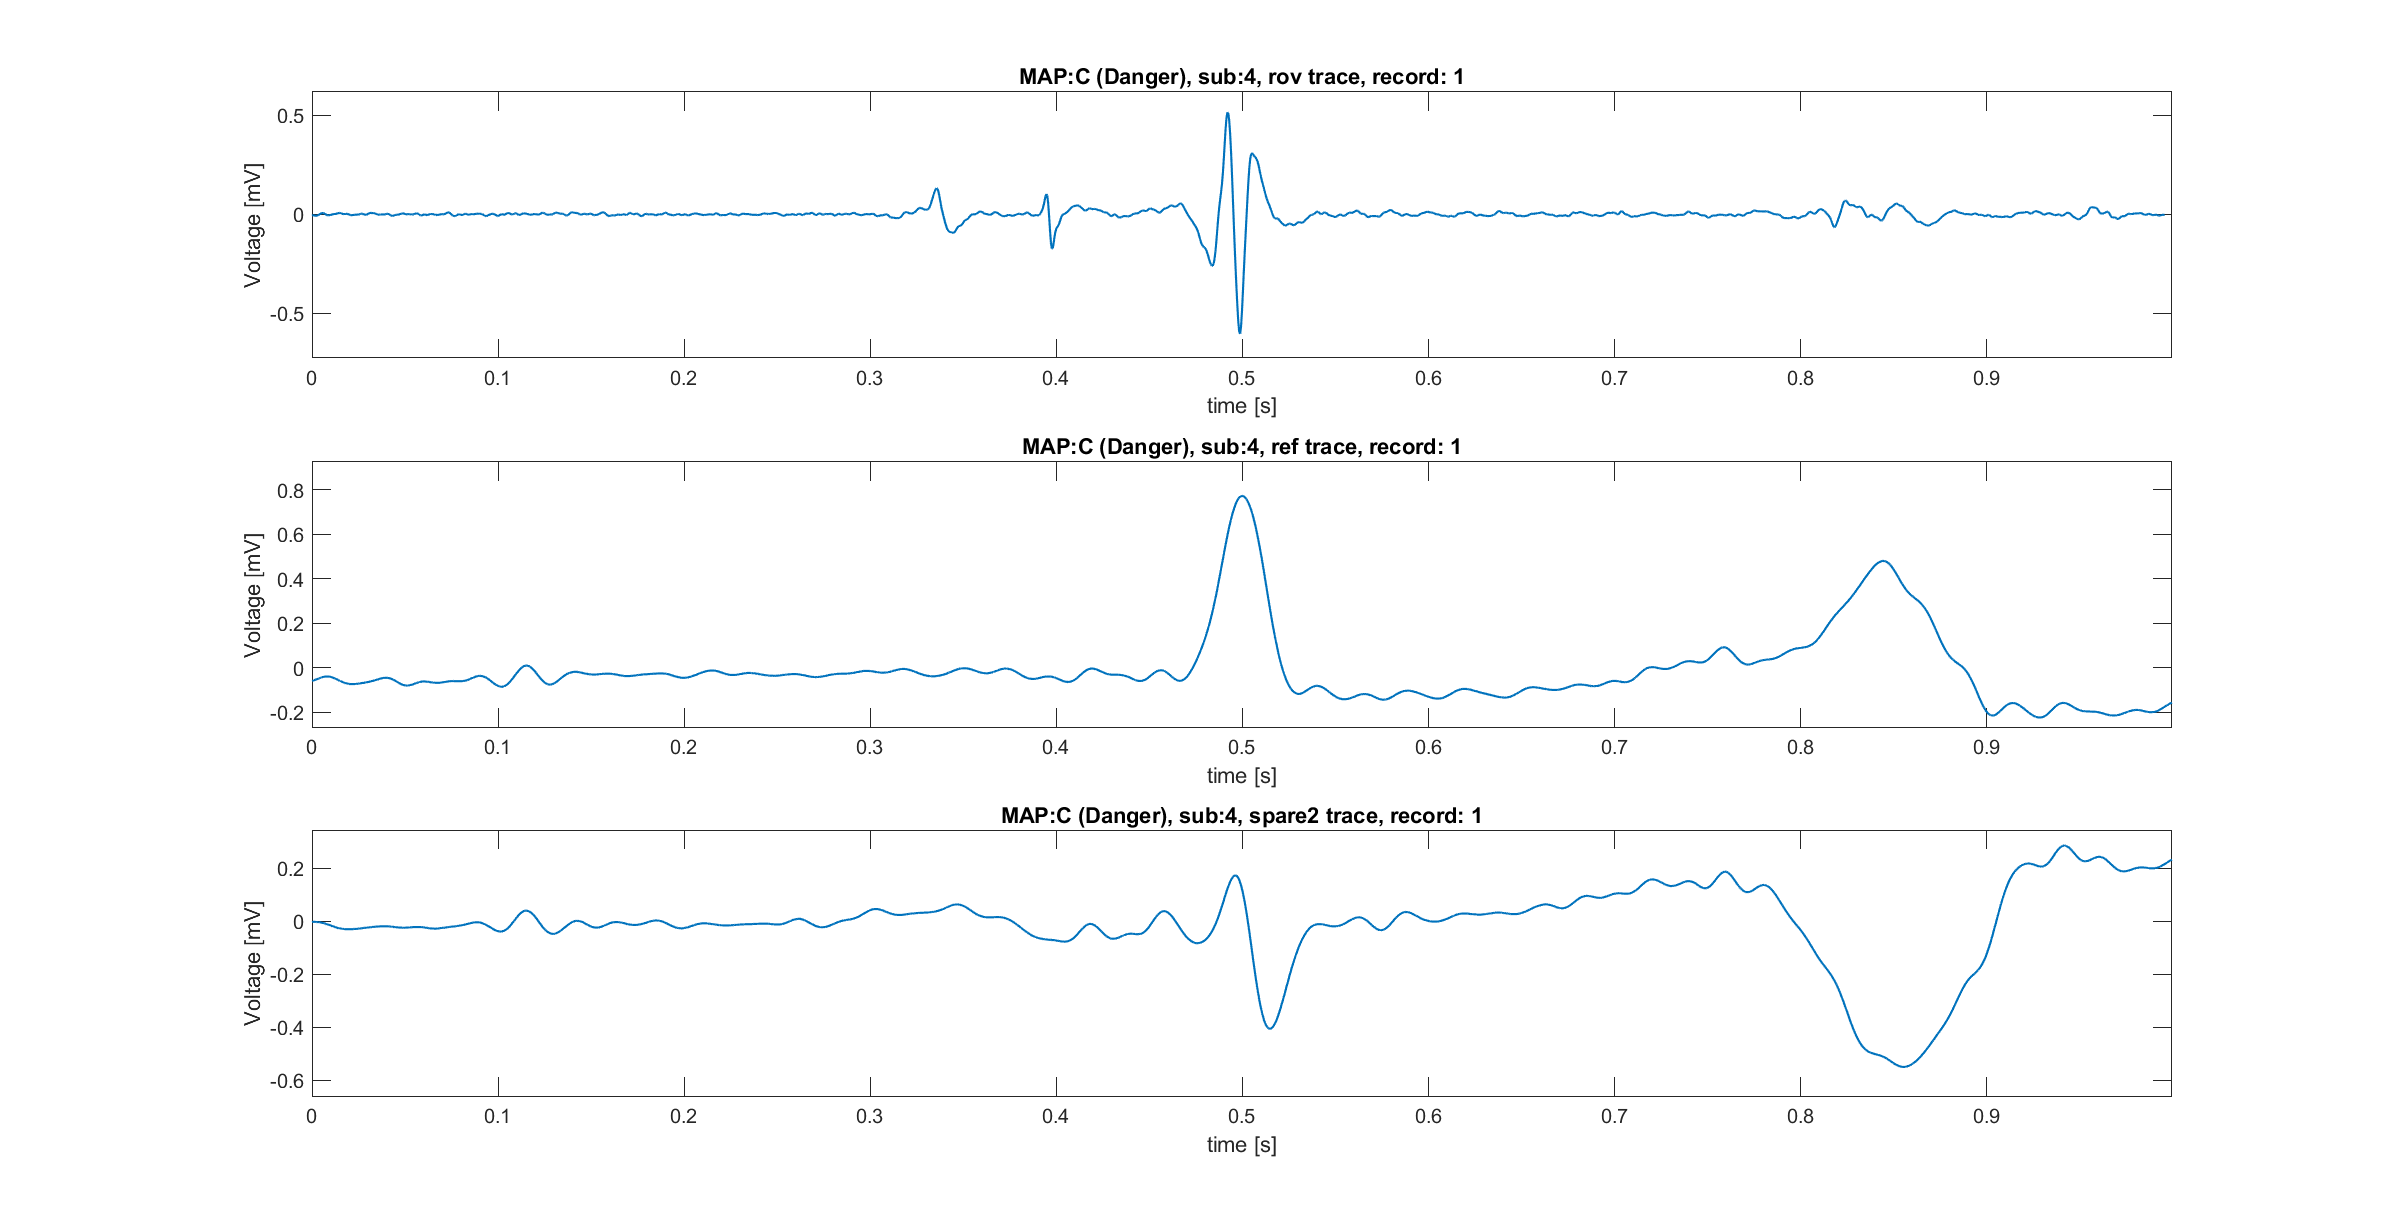 MAP:C (Danger), sub:4, rov trace, record: 1
Voltage [mV]
0.5
0
-0.5
0 0.1 0.2 0.3 0.4 0.5 0.6 0.7 0.8 0.9
time [s]
MAP:C (Danger), sub:4, ref trace, record: 1
Voltage [mV]
0.8
0.6
0.4
0.2
0
-0.2
0 0.1 0.2 0.3 0.4 0.5 0.6 0.7 0.8 0.9
time [s]
MAP:C (Danger), sub:4, spare2 trace, record: 1
Voltage [mV]
0.2
0
-0.2
-0.4
-0.6
0 0.1 0.2 0.3 0.4 0.5 0.6 0.7 0.8 0.9
time [s]